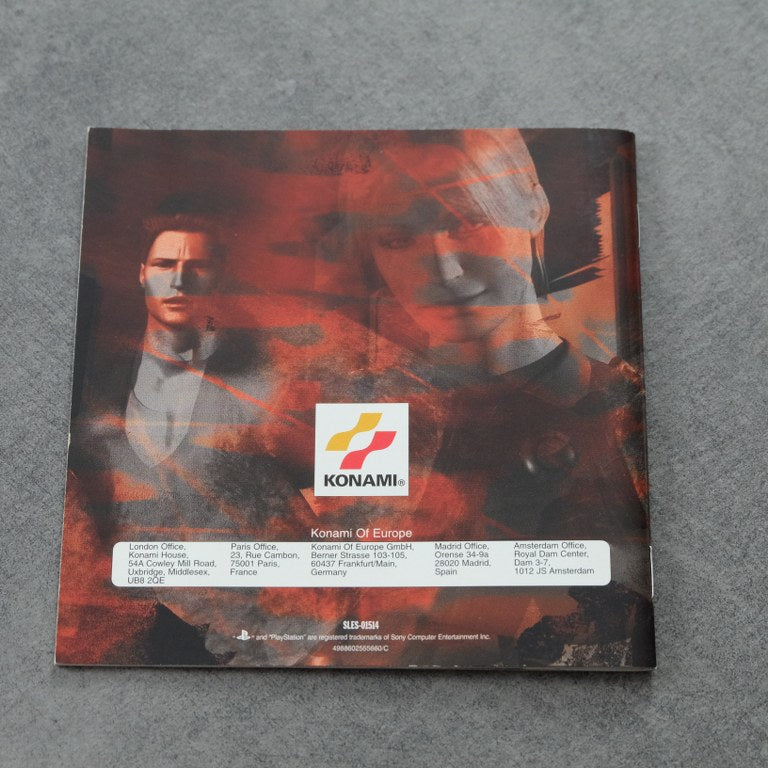 KONAMI®
Konami Of Europe
London Office,
Konami House,
54A Cowley Mill Road,
Uxbridge, Middlesex,
UB8 2QE
Paris Office,
23, Rue Cambon,
75001 Paris,
France
Konami Of Europe GmbH,
Berner Strasse 103-105,
60437 Frankfurt/Main,
Germany
Madrid Office,
Orense 34-9a
28020 Madrid,
Spain
Amsterdam Office,
Royal Dam Center,
Dam 3-7,
1012 JS Amsterdam
SLES-01514
" " and "PlayStation" are registered trademarks of Sony Computer Entertainment Inc.
4988602555660/C